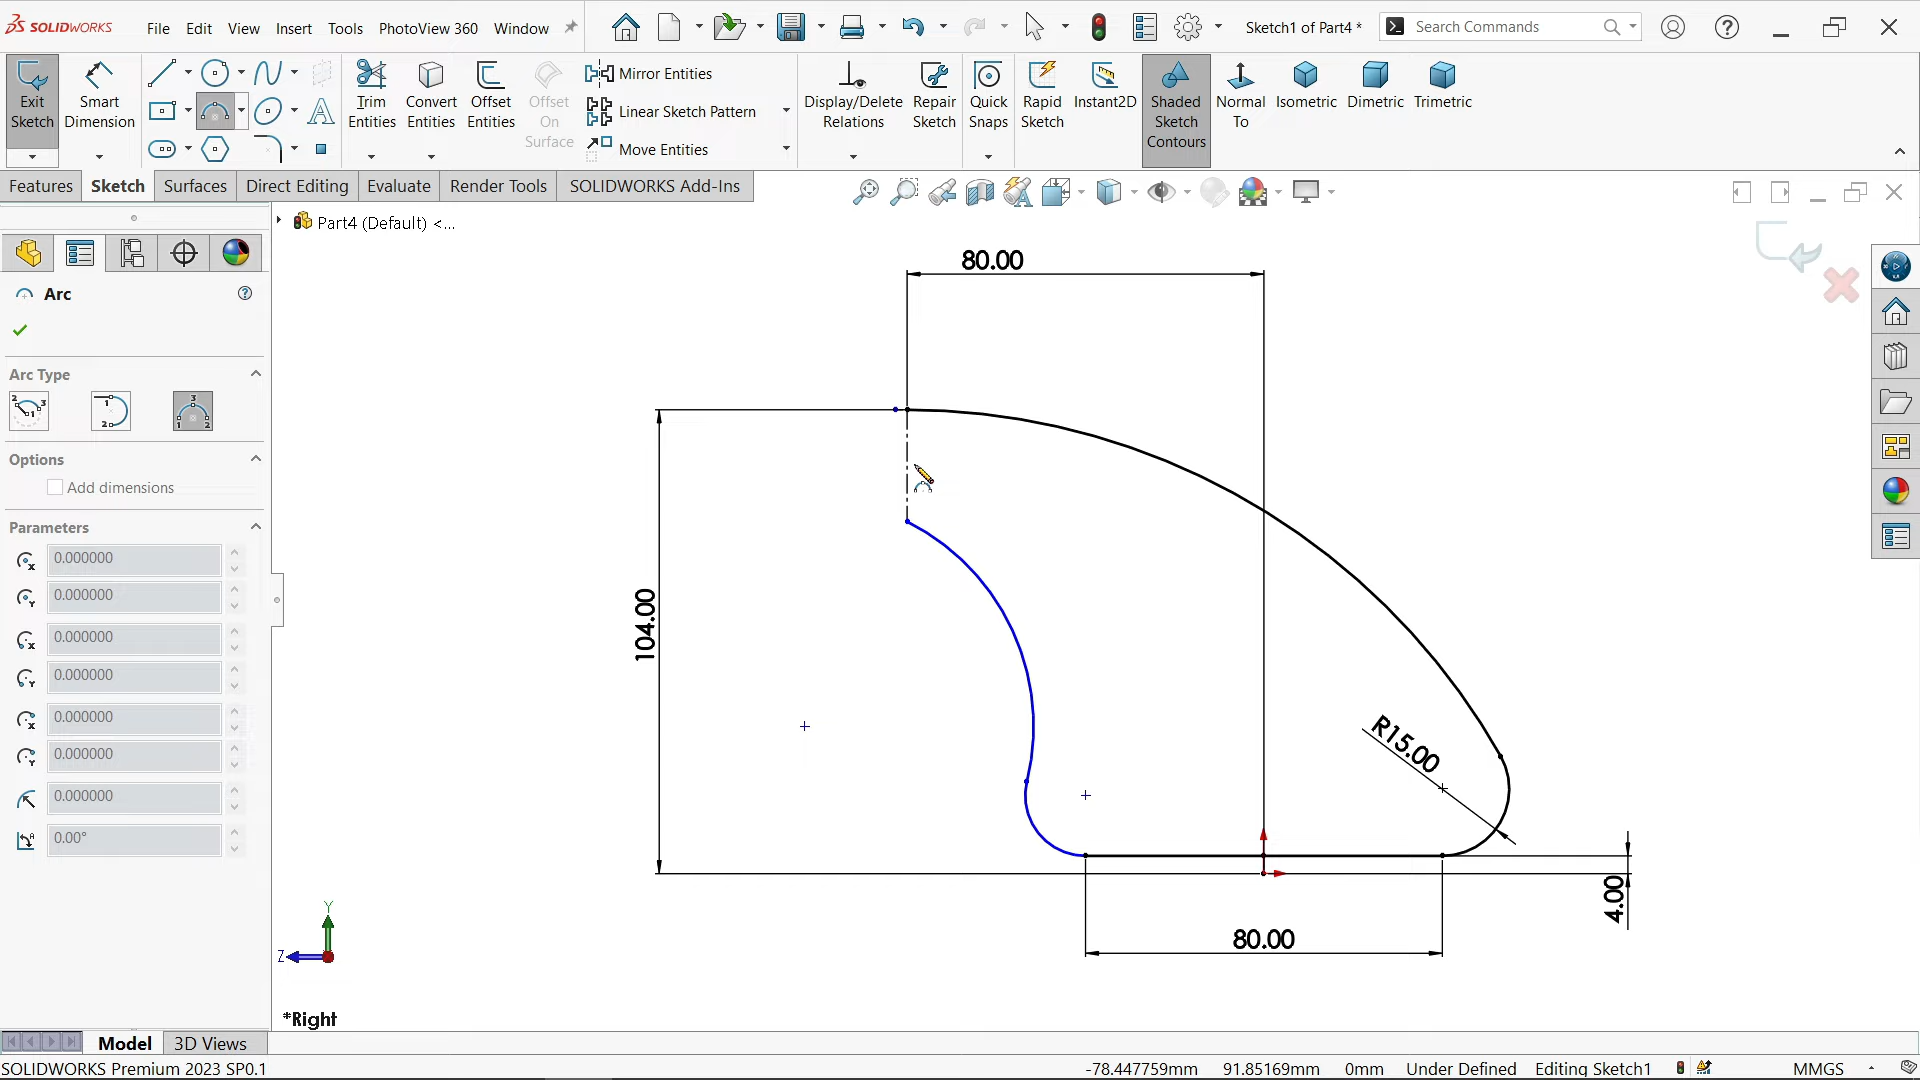 SOLIDWORKS
File Edit View Insert Tools PhotoView 360 Window
Sketch1 of Part4 *
Search Commands
Exit Sketch
Smart Dimension
Trim Entities
Convert Entities
Offset Entities
Offset On Surface
Mirror Entities
Linear Sketch Pattern
Move Entities
Display/Delete Relations
Repair Sketch
Quick Snaps
Rapid Sketch
Instant2D
Shaded Sketch Contours
Normal To
Isometric
Dimetric
Trimetric
Features Sketch Surfaces Direct Editing Evaluate Render Tools SOLIDWORKS Add-Ins
Part4 (Default) <...
Arc
Arc Type
Options
Add dimensions
Parameters
0.000000
0.000000
0.000000
0.000000
0.000000
0.000000
0.000000
0.00°
80.00
104.00
R15.00
4.00
80.00
Y
Z
*Right
Model 3D Views
SOLIDWORKS Premium 2023 SP0.1
-78.447759mm 91.85169mm 0mm Under Defined Editing Sketch1 MMGS